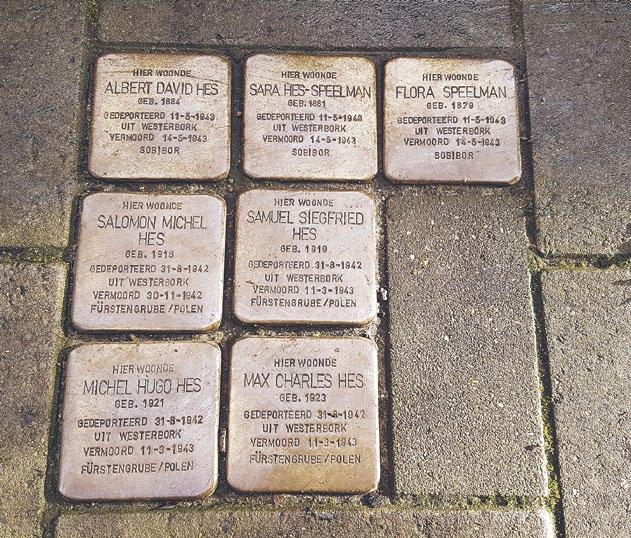 HIER WOONDE
ALBERT DAVID HES
GEB. 1884
GEDEPORTEERD 11-5-1943
UIT WESTERBORK
VERMOORD 14-5-1943
SOBIBOR
HIER WOONDE
SARA HES-SPEELMAN
GEB. 1881
GEDEPORTEERD 11-5-1943
UIT WESTERBORK
VERMOORD 14-5-1943
SOBIBOR
HIER WOONDE
FLORA SPEELMAN
GEB. 1879
GEDEPORTEERD 11-5-1943
UIT WESTERBORK
VERMOORD 14-5-1943
SOBIBOR
HIER WOONDE
SALOMON MICHEL
HES
GEB. 1916
GEDEPORTEERD 31-8-1942
UIT WESTERBORK
VERMOORD 30-11-1942
FÜRSTENGRUBE/POLEN
HIER WOONDE
SAMUEL SIEGFRIED
HES
GEB. 1919
GEDEPORTEERD 31-8-1942
UIT WESTERBORK
VERMOORD 11-3-1943
FÜRSTENGRUBE/POLEN
HIER WOONDE
MICHEL HUGO HES
GEB. 1921
GEDEPORTEERD 31-8-1942
UIT WESTERBORK
VERMOORD 11-3-1943
FÜRSTENGRUBE/POLEN
HIER WOONDE
MAX CHARLES HES
GEB. 1923
GEDEPORTEERD 31-8-1942
UIT WESTERBORK
VERMOORD 11-3-1943
FÜRSTENGRUBE/POLEN